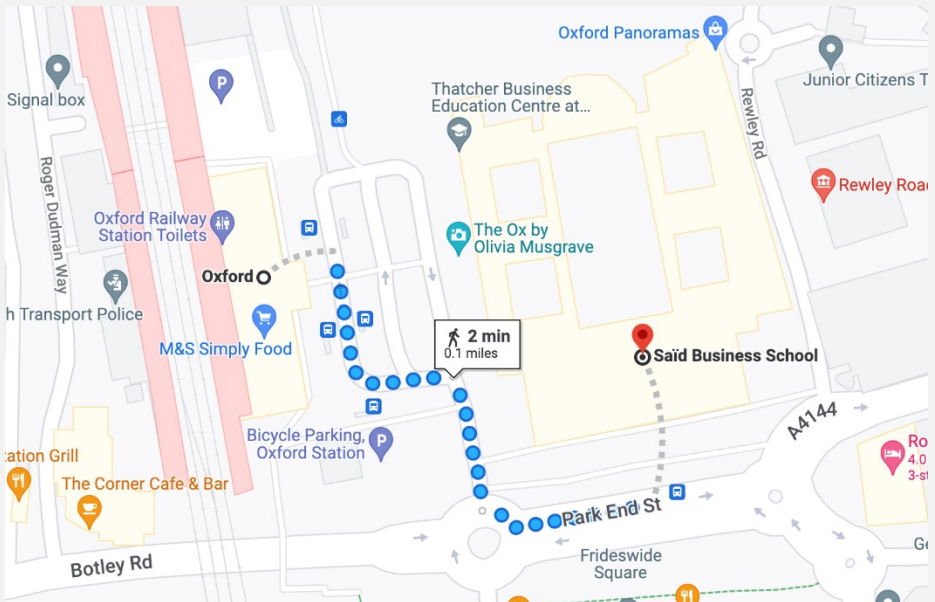 Oxford Panoramas
P
Signal box
Thatcher Business
Education Centre at...
Junior Citizens T
Rewley Rd
Roger Dudman Way
Rewley Roa
Oxford Railway
Station Toilets
The Ox by
Olivia Musgrave
Oxford
h Transport Police
M&S Simply Food
2 min
0.1 miles
Saïd Business School
A4144
Bicycle Parking,
Oxford Station
P
Ro
4.0
3-st
tation Grill
The Corner Cafe & Bar
Park End St
Frideswide
Square
Ge
Botley Rd